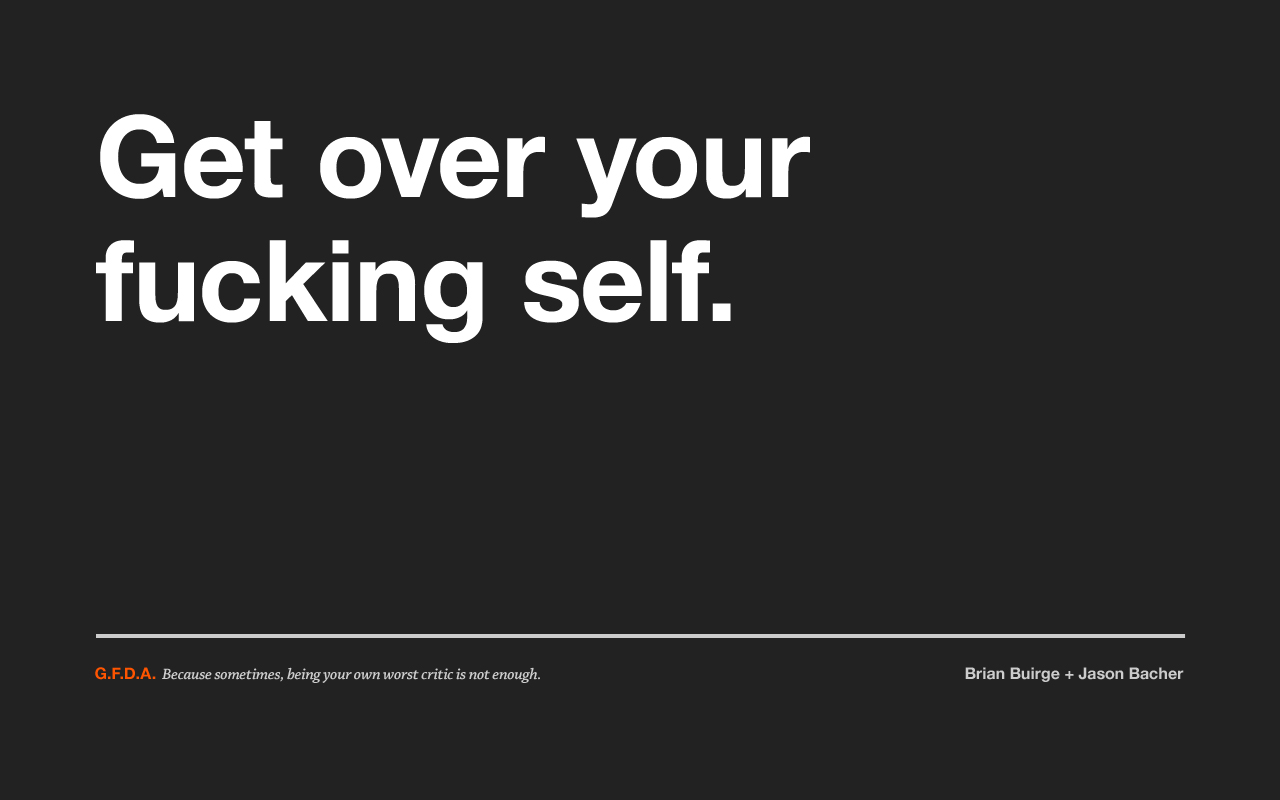 Get over your
fucking self.
G.F.D.A. Because sometimes, being your own worst critic is not enough.
Brian Buirge + Jason Bacher